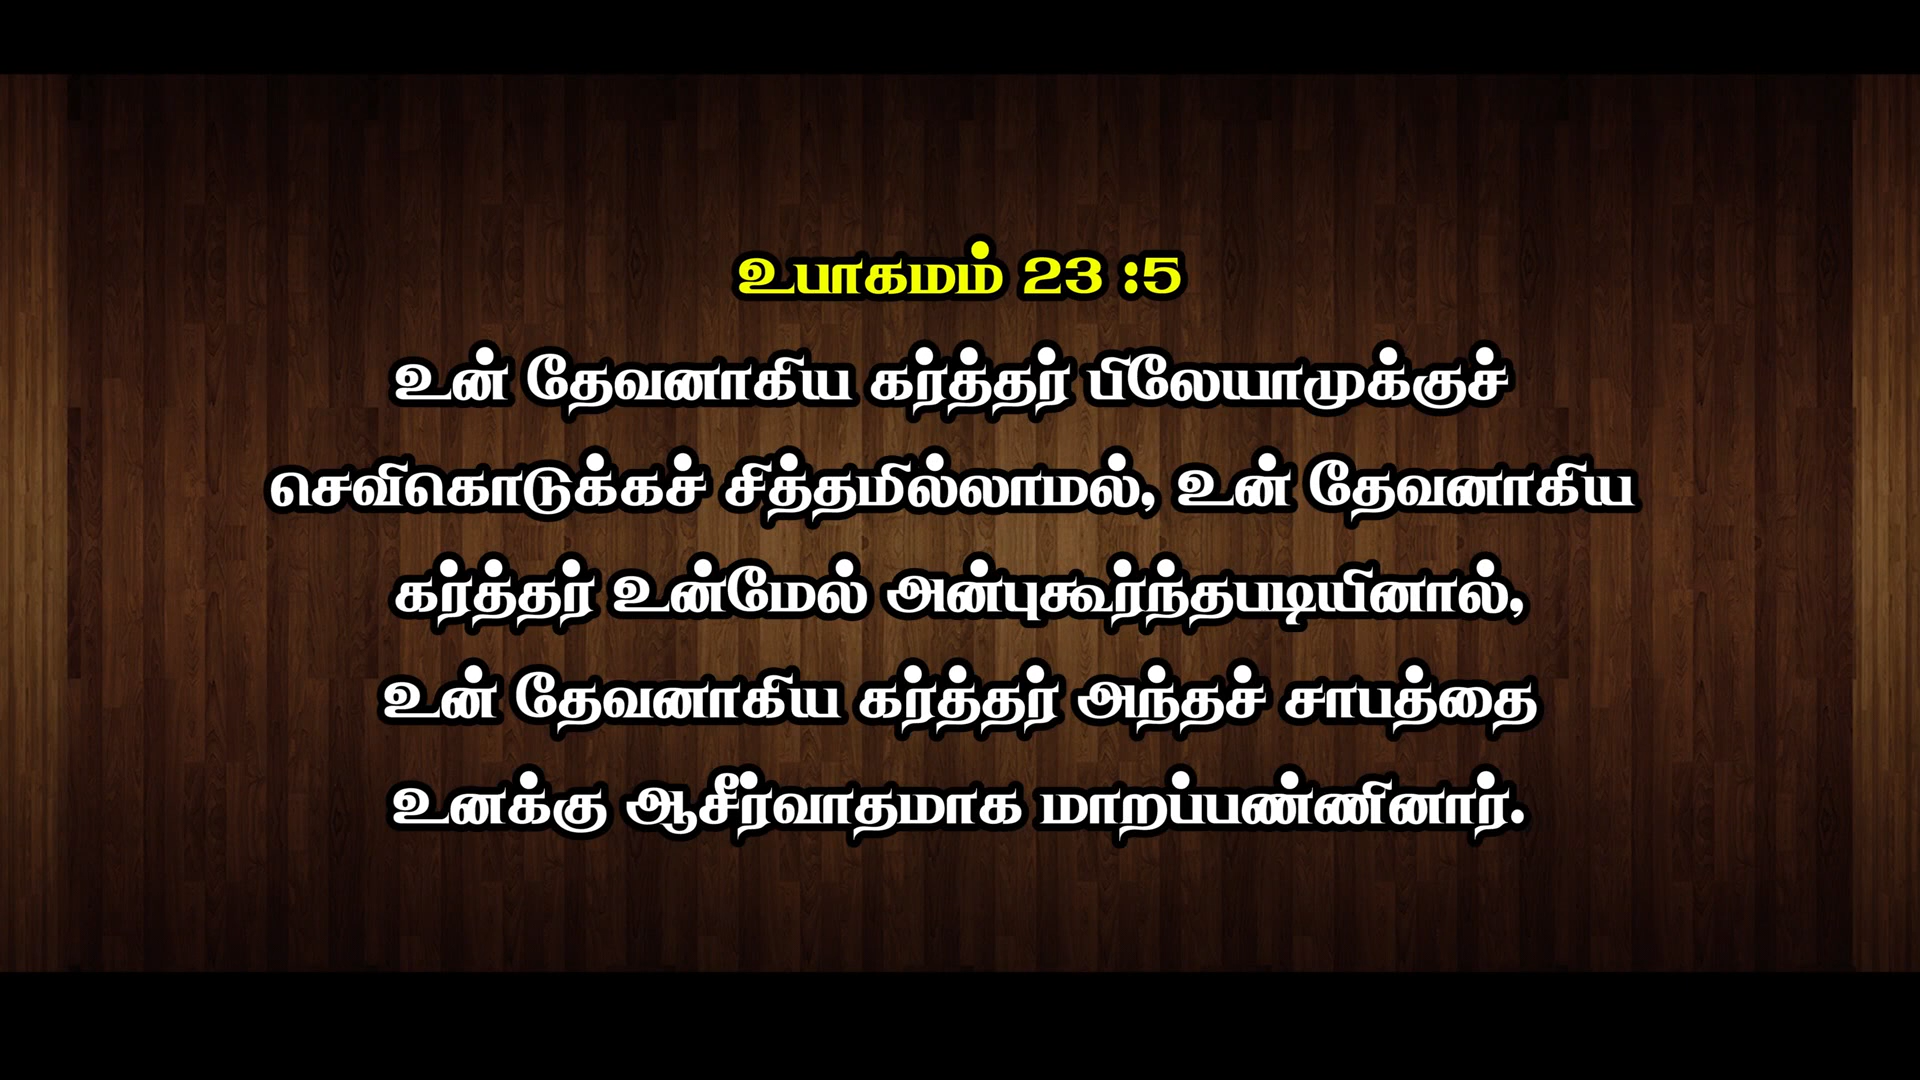 உபாகமம் 23 :5
உன் தேவனாகிய கர்த்தர் பிலேயாமுக்குச்
செவிகொடுக்கச் சித்தமில்லாமல், உன் தேவனாகிய
கர்த்தர் உன்மேல் அன்புகூர்ந்தபடியினால்,
உன் தேவனாகிய கர்த்தர் அந்தச் சாபத்தை
உனக்கு ஆசீர்வாதமாக மாறப்பண்ணினார்.